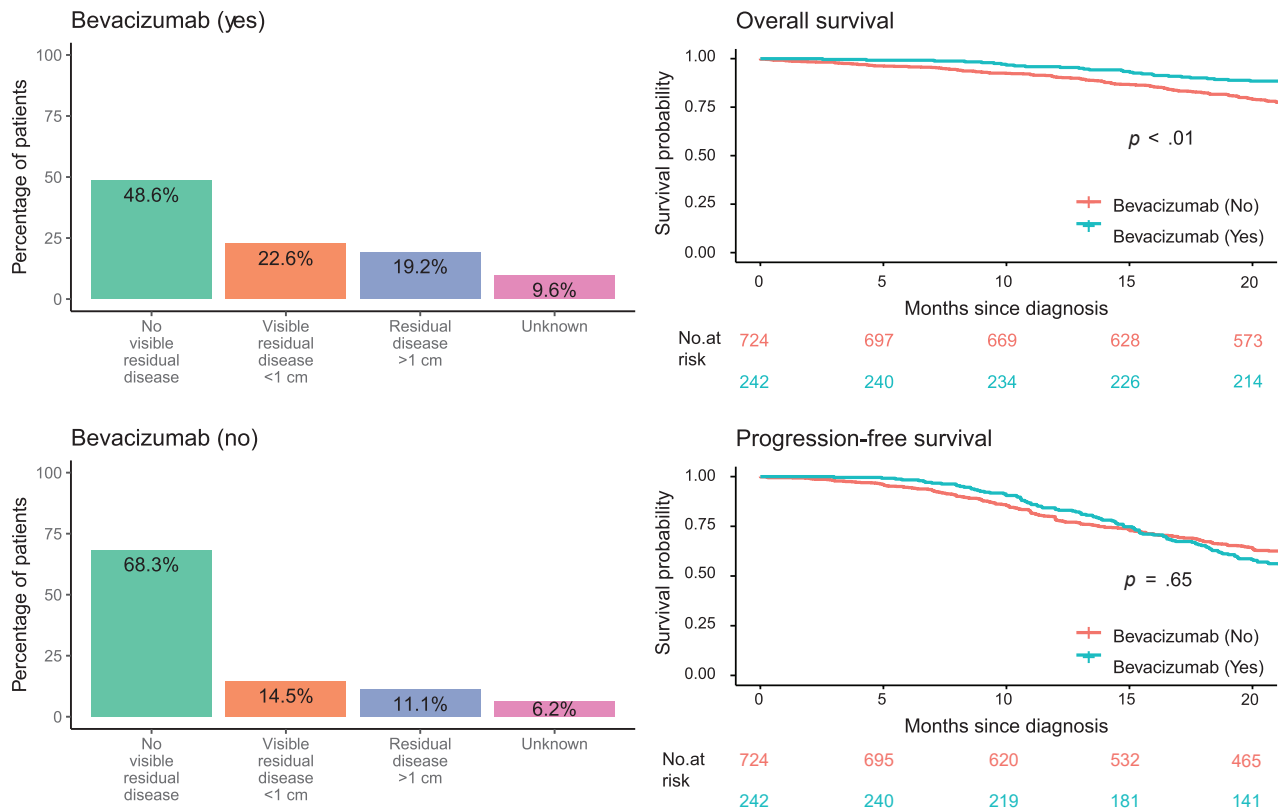 Bevacizumab (yes)
Percentage of patients
100
75
50
25
0
48.6%
22.6%
19.2%
9.6%
No
visible
residual
disease
Visible
residual
disease
<1 cm
Residual
disease
>1 cm
Unknown
Overall survival
Survival probability
1.00
0.75
0.50
0.25
0.00
p < .01
Bevacizumab (No)
Bevacizumab (Yes)
0 5 10 15 20
Months since diagnosis
No.at
risk
724 697 669 628 573
242 240 234 226 214
Bevacizumab (no)
Percentage of patients
100
75
50
25
0
68.3%
14.5%
11.1%
6.2%
No
visible
residual
disease
Visible
residual
disease
<1 cm
Residual
disease
>1 cm
Unknown
Progression-free survival
Survival probability
1.00
0.75
0.50
0.25
0.00
p = .65
Bevacizumab (No)
Bevacizumab (Yes)
0 5 10 15 20
Months since diagnosis
No.at
risk
724 695 620 532 465
242 240 219 181 141